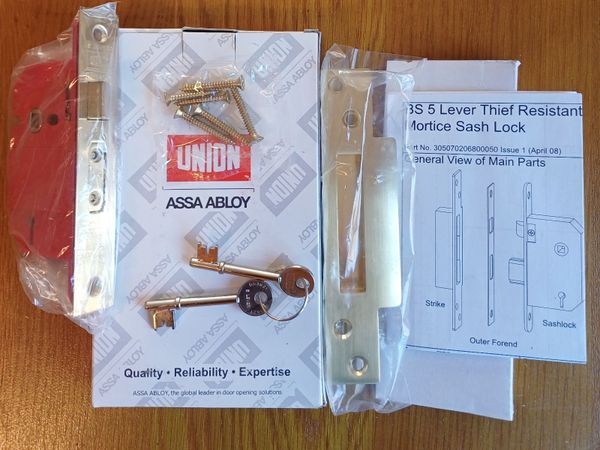 UNION
ASSA ABLOY
Quality • Reliability • Expertise
ASSA ABLOY, the global leader in door opening solutions
BS 5 Lever Thief Resistant
Mortice Sash Lock
Part No. 305070206800050 Issue 1 (April 08)
General View of Main Parts
Strike
Sashlock
Outer Forend